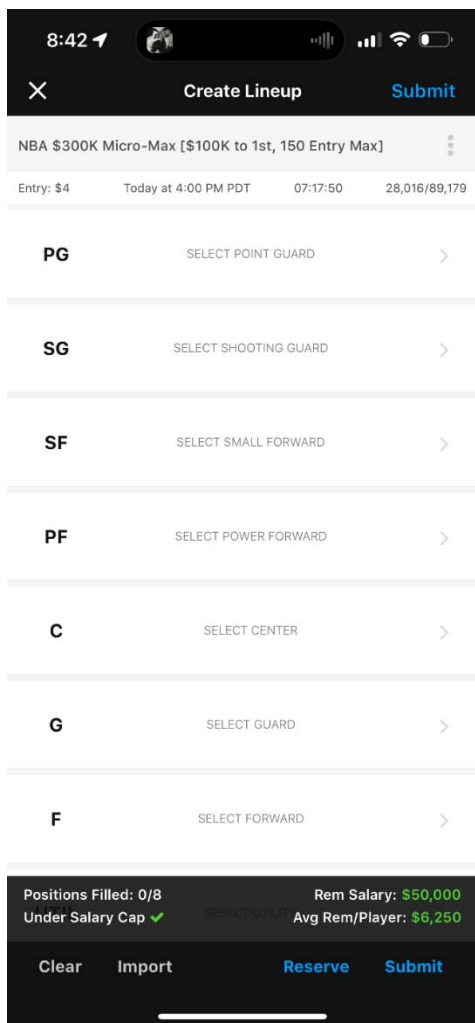 8:42
Create Lineup Submit
NBA $300K Micro-Max [$100K to 1st, 150 Entry Max]
Entry: $4 Today at 4:00 PM PDT 07:17:50 28,016/89,179
PG SELECT POINT GUARD
SG SELECT SHOOTING GUARD
SF SELECT SMALL FORWARD
PF SELECT POWER FORWARD
C SELECT CENTER
G SELECT GUARD
F SELECT FORWARD
UTIL SELECT UTILITY
Positions Filled: 0/8 Rem Salary: $50,000
Under Salary Cap Avg Rem/Player: $6,250
Clear Import Reserve Submit